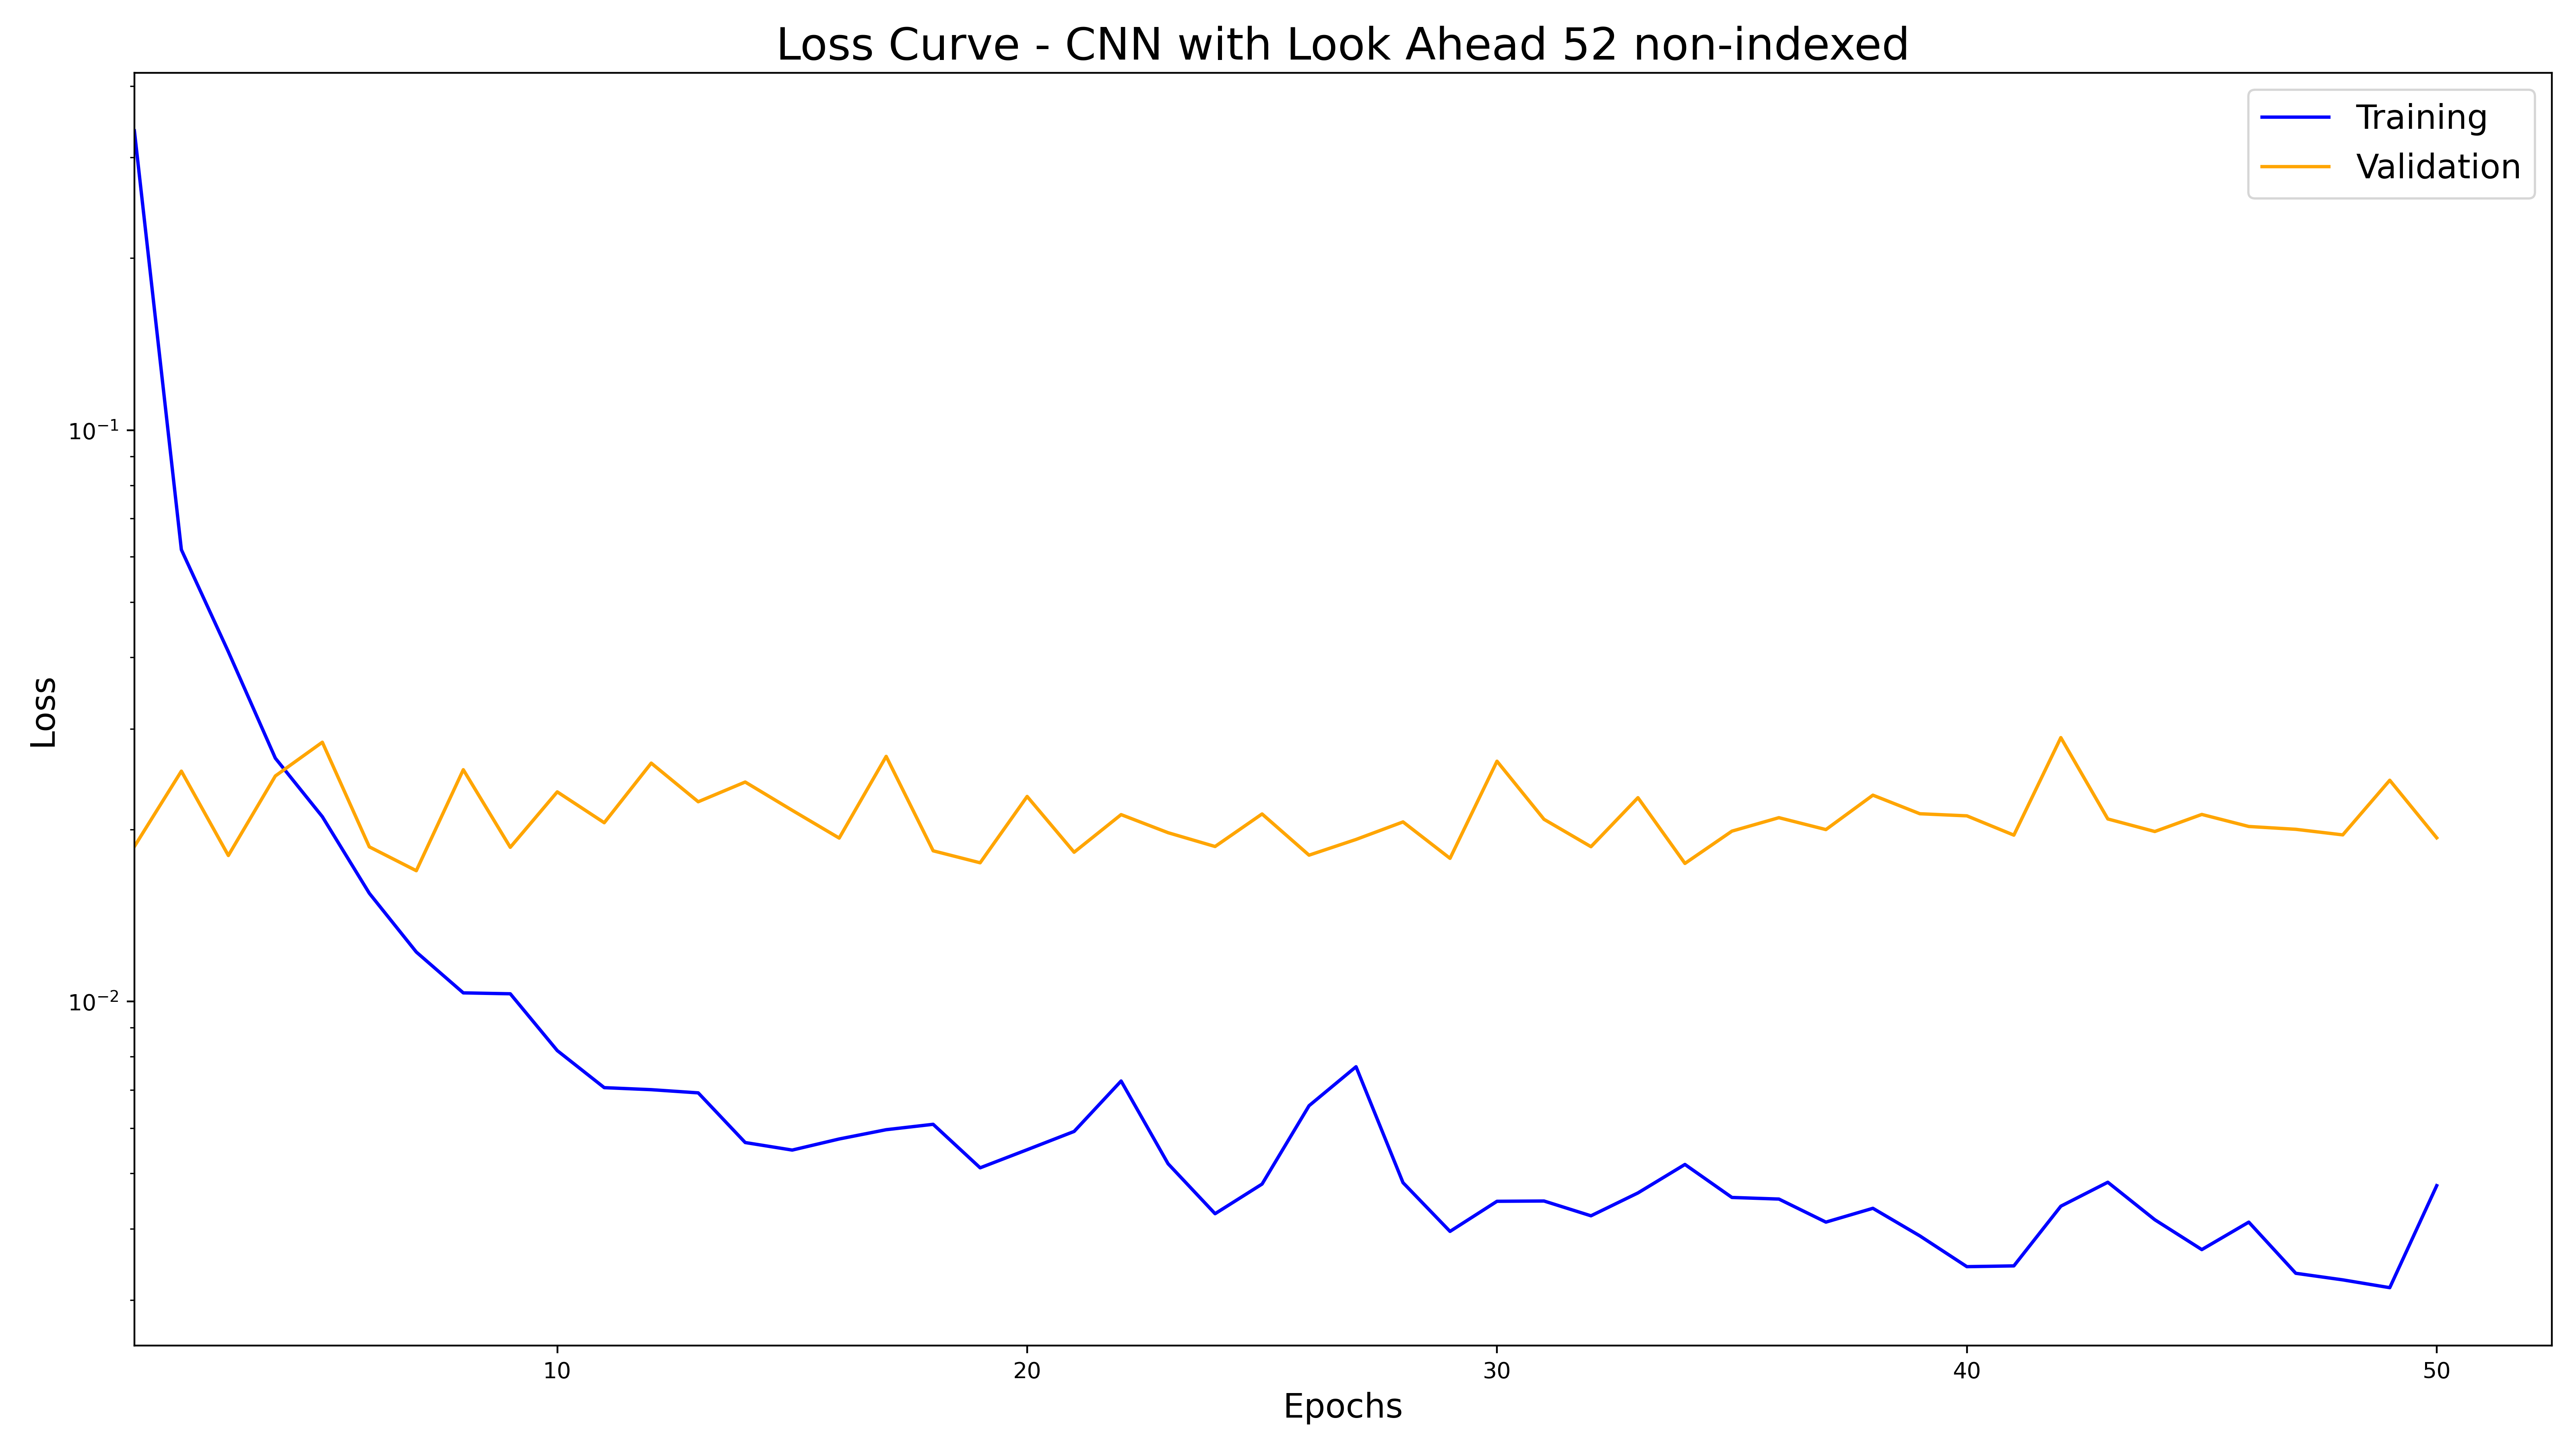 Loss Curve - CNN with Look Ahead 52 non-indexed
Training
Validation
10⁻¹
10⁻²
Loss
10 20 30 40 50
Epochs